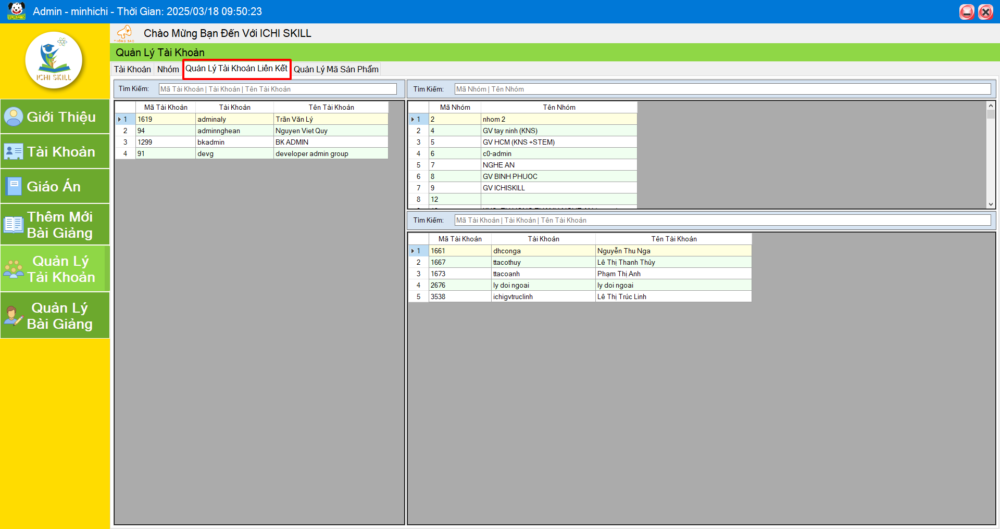 Admin - minhichi - Thời Gian: 2025/03/18 09:50:23
ICHI SKILL
THÔNG BÁO
Chào Mừng Bạn Đến Với ICHI SKILL
Quản Lý Tài Khoản
Tài Khoản Nhóm Quản Lý Tài Khoản Liên Kết Quản Lý Mã Sản Phẩm
ICHI SKILL
Giới Thiệu
Tài Khoản
Giáo Án
Thêm Mới
Bài Giảng
Quản Lý
Tài Khoản
Quản Lý
Bài Giảng
Tìm Kiếm: Mã Tài Khoản | Tài Khoản | Tên Tài Khoản
Mã Tài Khoản Tài Khoản Tên Tài Khoản
1 1619 adminaly Trần Văn Lý
2 94 adminnghean Nguyen Viet Quy
3 1299 bkadmin BK ADMIN
4 91 devg developer admin group
Tìm Kiếm: Mã Nhóm | Tên Nhóm
Mã Nhóm Tên Nhóm
1 2 nhom 2
2 4 GV tay ninh (KNS)
3 5 GV HCM (KNS +STEM)
4 6 c0-admin
5 7 NGHE AN
6 8 GV BINH PHUOC
7 9 GV ICHISKILL
8 12
Tìm Kiếm: Mã Tài Khoản | Tài Khoản | Tên Tài Khoản
Mã Tài Khoản Tài Khoản Tên Tài Khoản
1 1661 dhconga Nguyễn Thu Nga
2 1667 ttacothuy Lê Thị Thanh Thủy
3 1673 ttacoanh Phạm Thị Anh
4 2676 ly doi ngoai ly doi ngoai
5 3538 ichigvtruclinh Lê Thị Trúc Linh